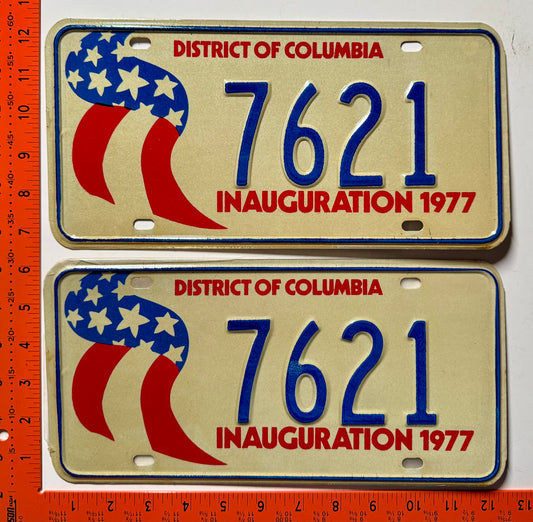 DISTRICT OF COLUMBIA
7621
INAUGURATION 1977
DISTRICT OF COLUMBIA
7621
INAUGURATION 1977